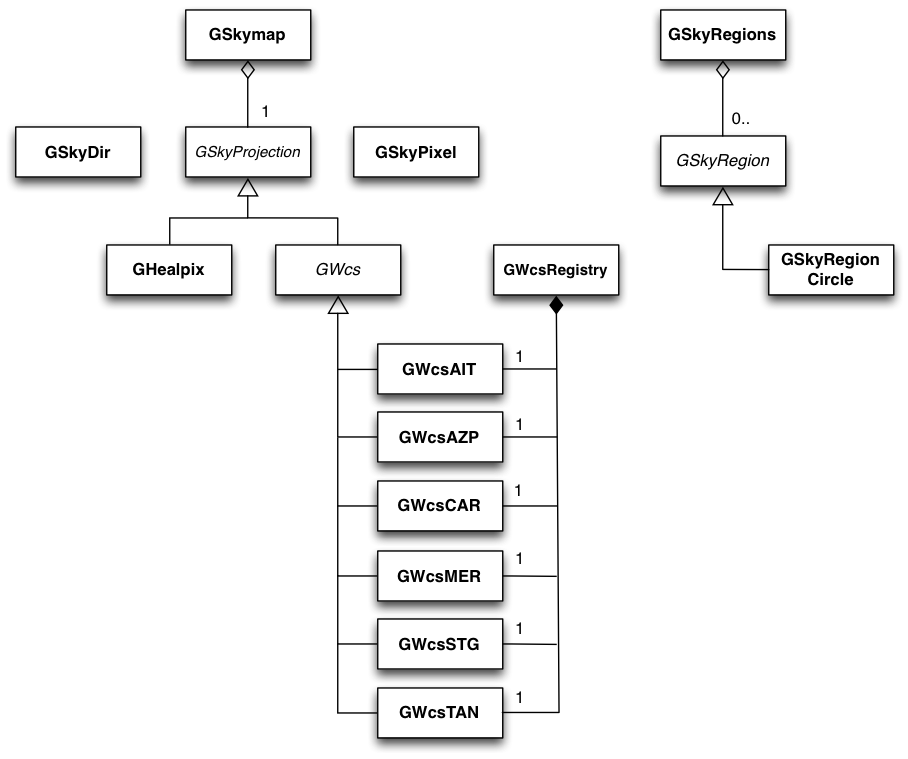 GSkymap
GSkyRegions
1
0..
GSkyDir
GSkyProjection
GSkyPixel
GSkyRegion
GHealpix
GWcs
GWcsRegistry
GSkyRegion
Circle
GWcsAIT
1
GWcsAZP
1
GWcsCAR
1
GWcsMER
1
GWcsSTG
1
GWcsTAN
1